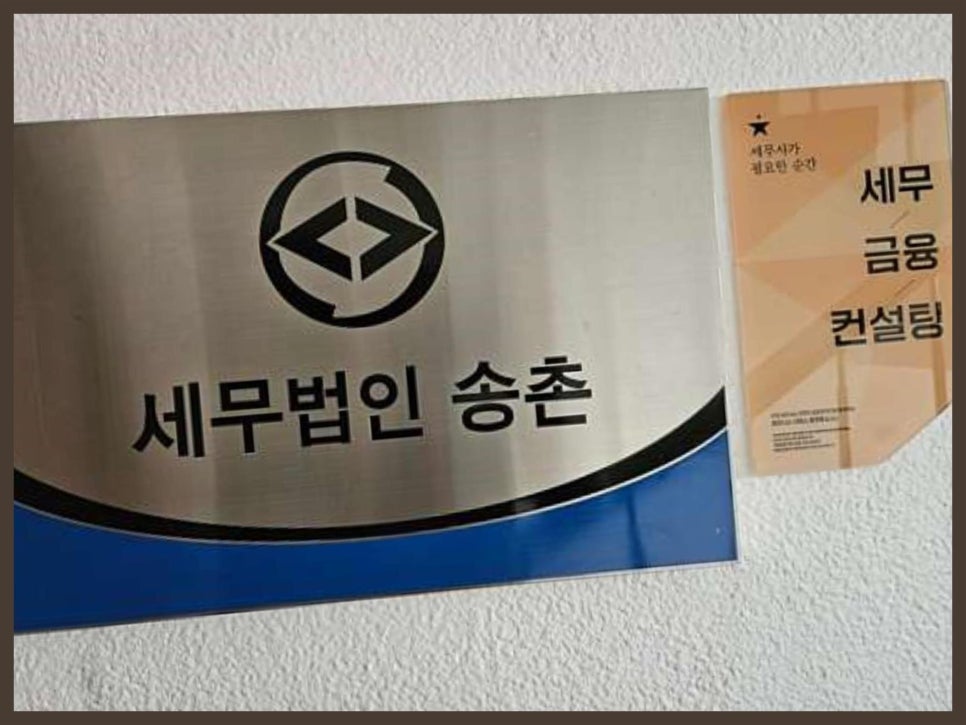 세무법인 송촌
세무사가
필요한 순간
세무
금융
컨설팅